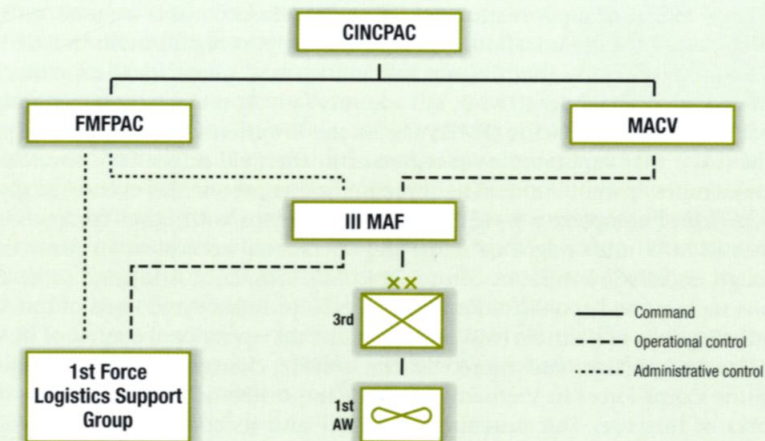 CINCPAC
FMFPAC
MACV
III MAF
3rd
1st Force
Logistics Support
Group
1st
AW
Command
Operational control
Administrative control